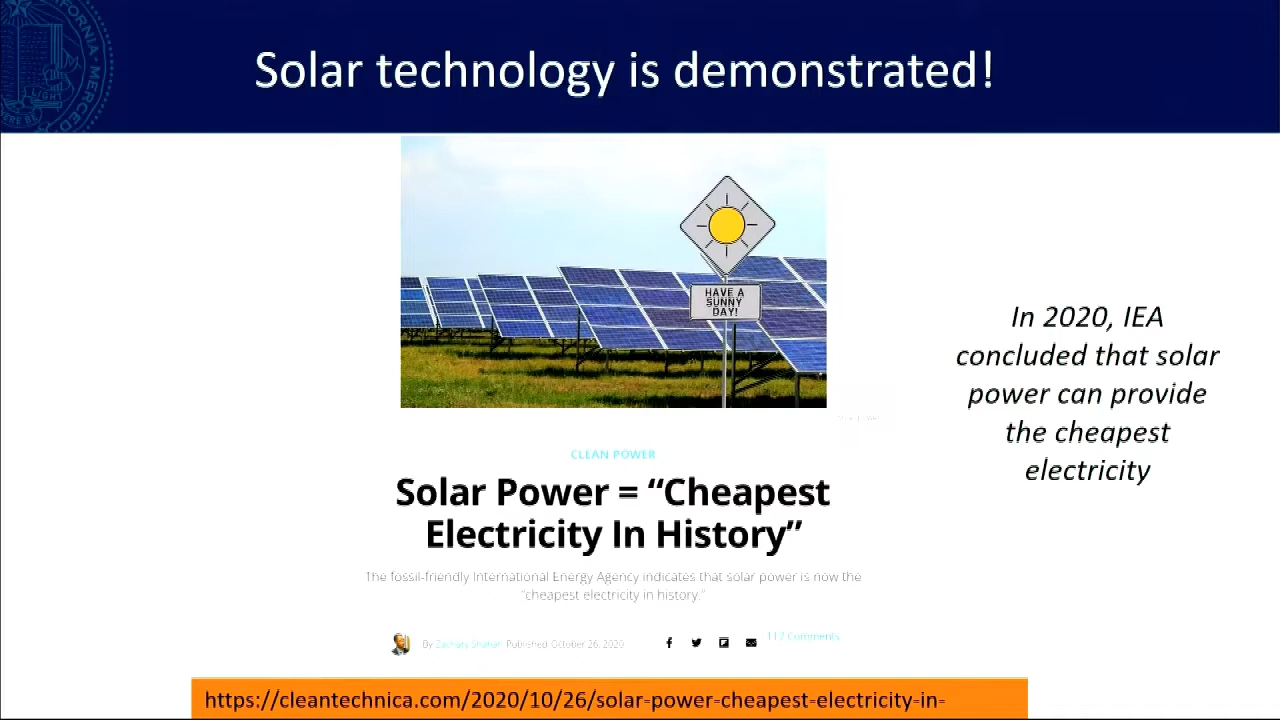 Solar technology is demonstrated!
HAVE A
SUNNY
DAY!
In 2020, IEA
concluded that solar
power can provide
the cheapest
electricity
CLEAN POWER
Solar Power = “Cheapest
Electricity In History”
The fossil-friendly International Energy Agency indicates that solar power is now the
“cheapest electricity in history.”
By Zachary Shahan Published October 26, 2020
117 Comments
https://cleantechnica.com/2020/10/26/solar-power-cheapest-electricity-in-
LIGHT